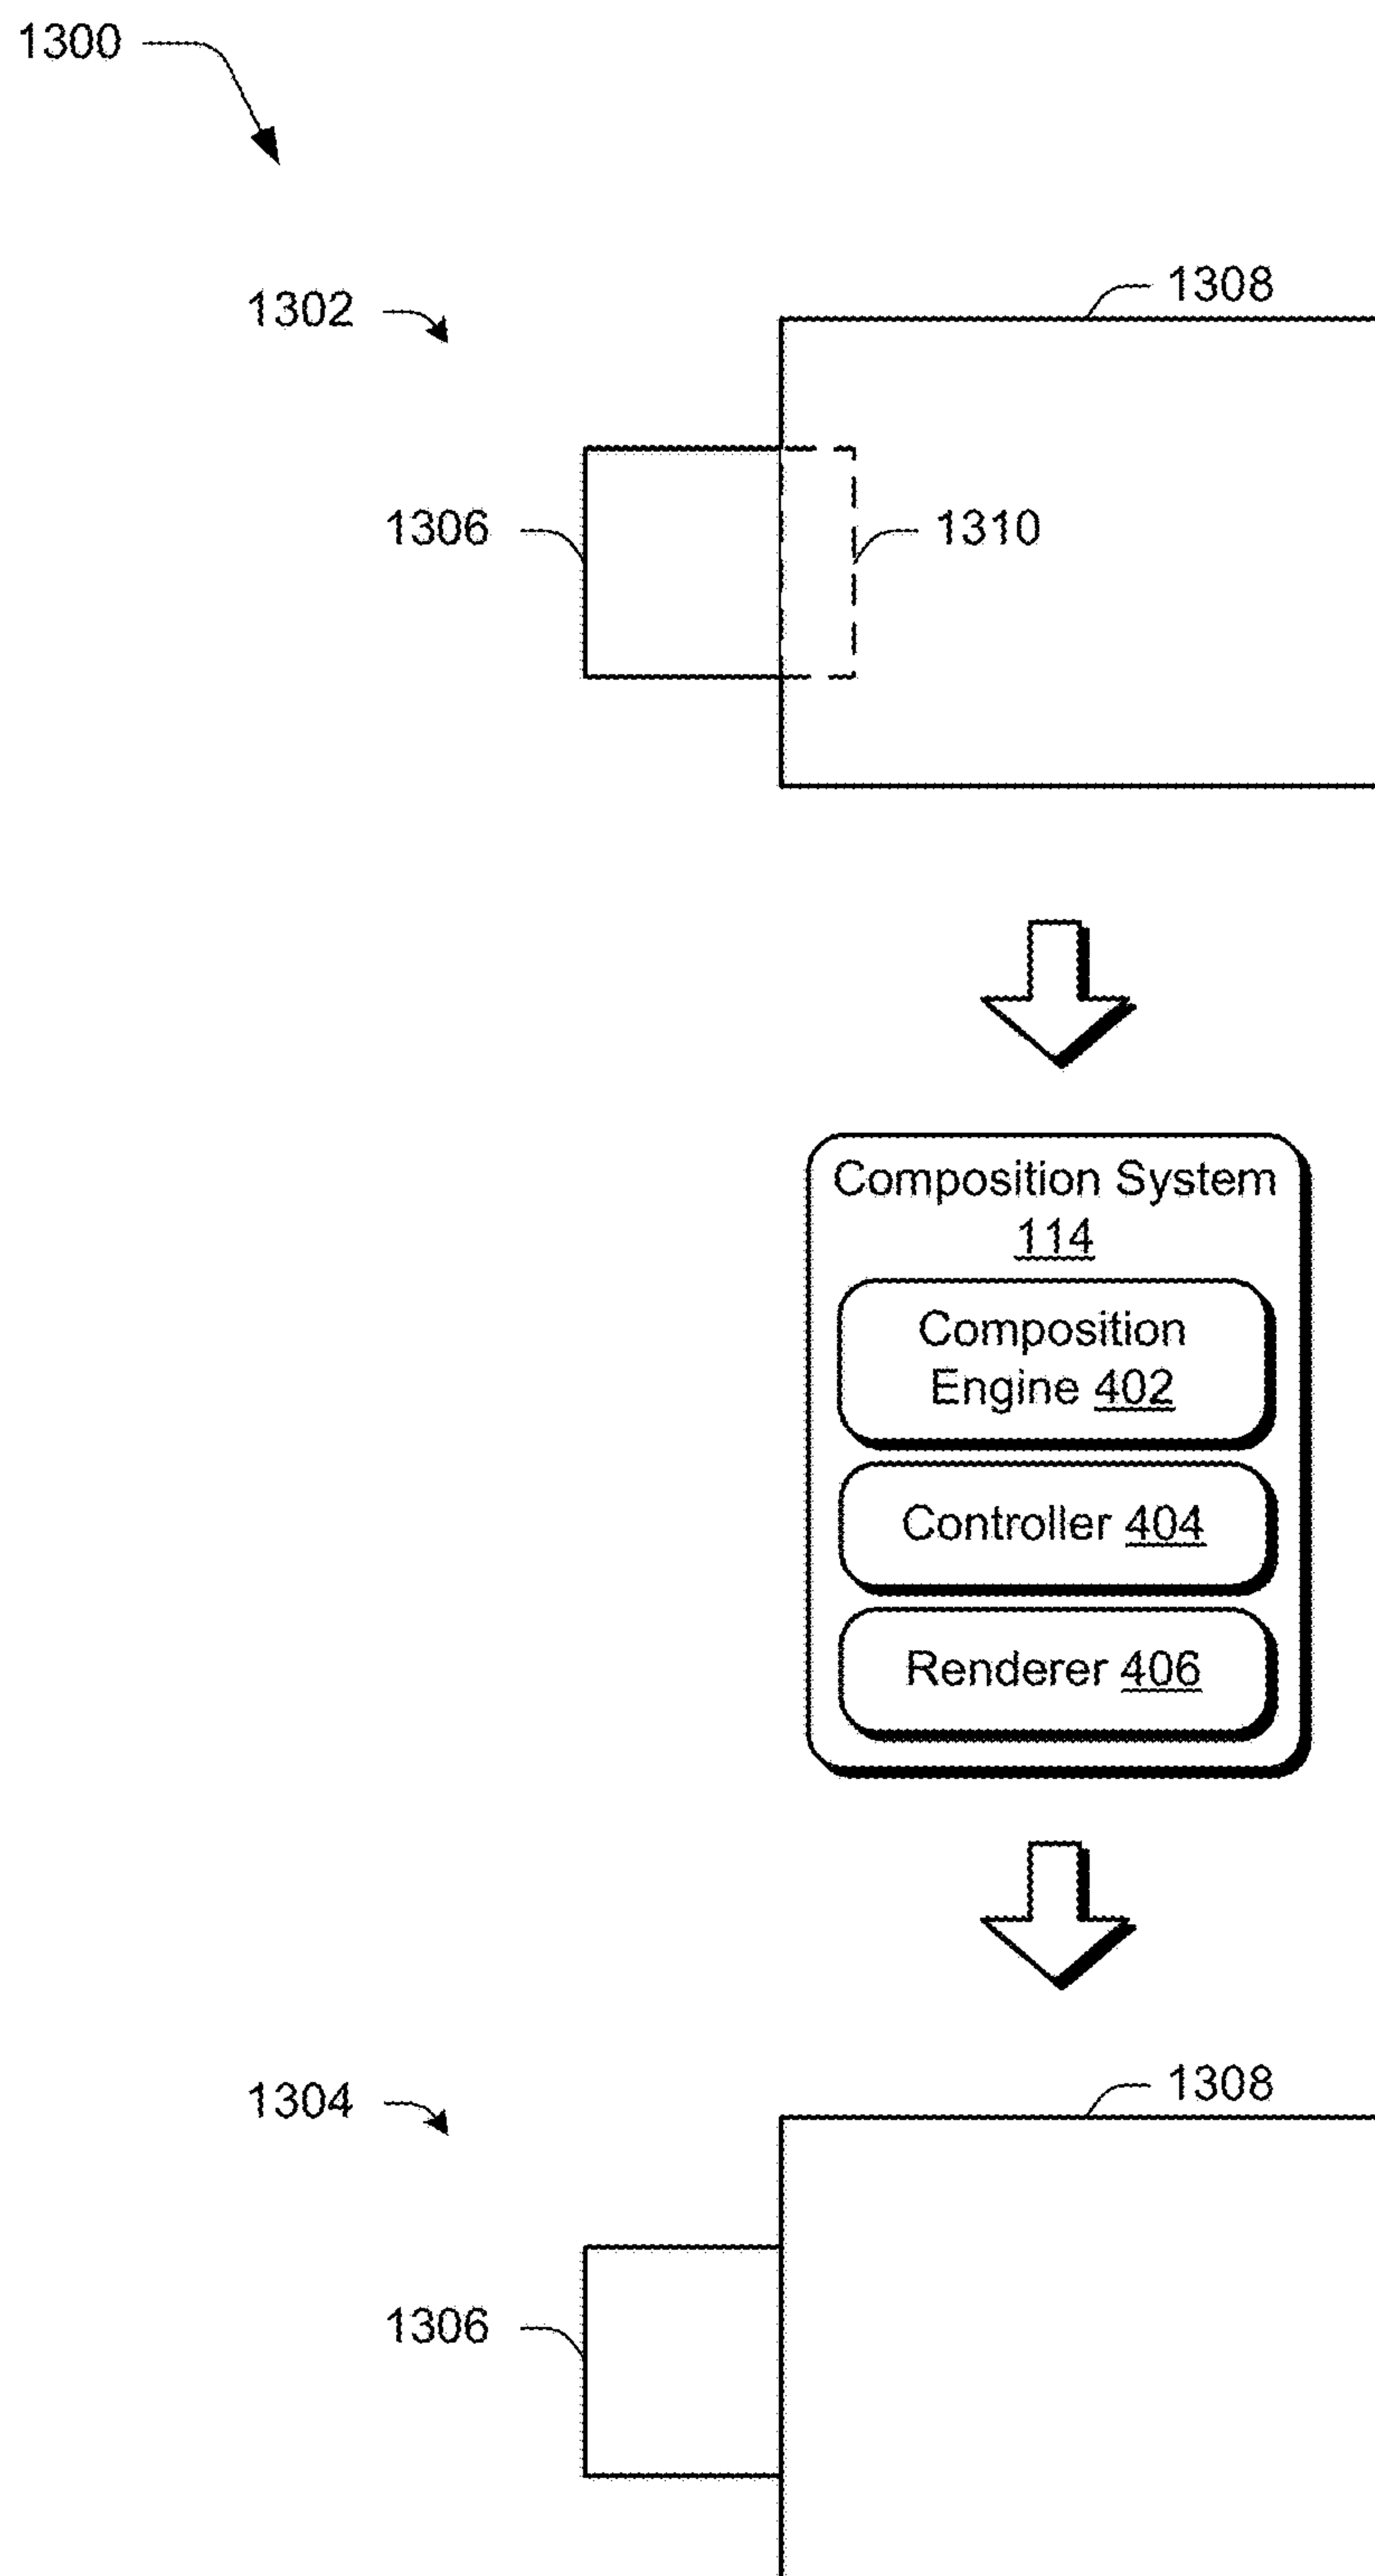 1300
1302
1308
1306
1310
Composition System
114
Composition
Engine 402
Controller 404
Renderer 406
1304
1308
1306